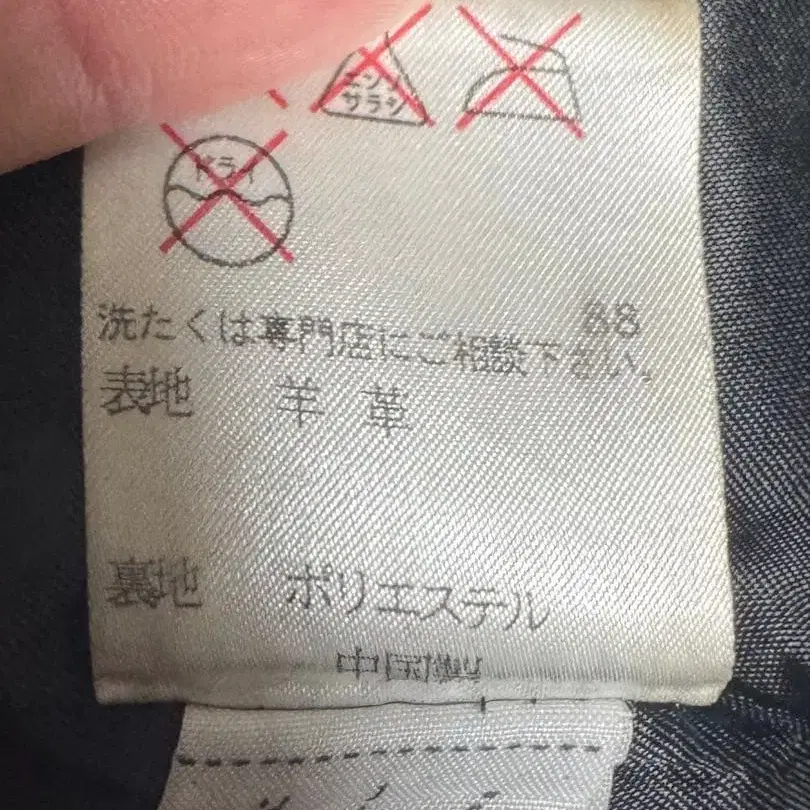 エンソ
サラシ
ドライ
88
洗たくは専門店にご相談下さい。
表地 羊革
裏地 ポリエステル
中国製